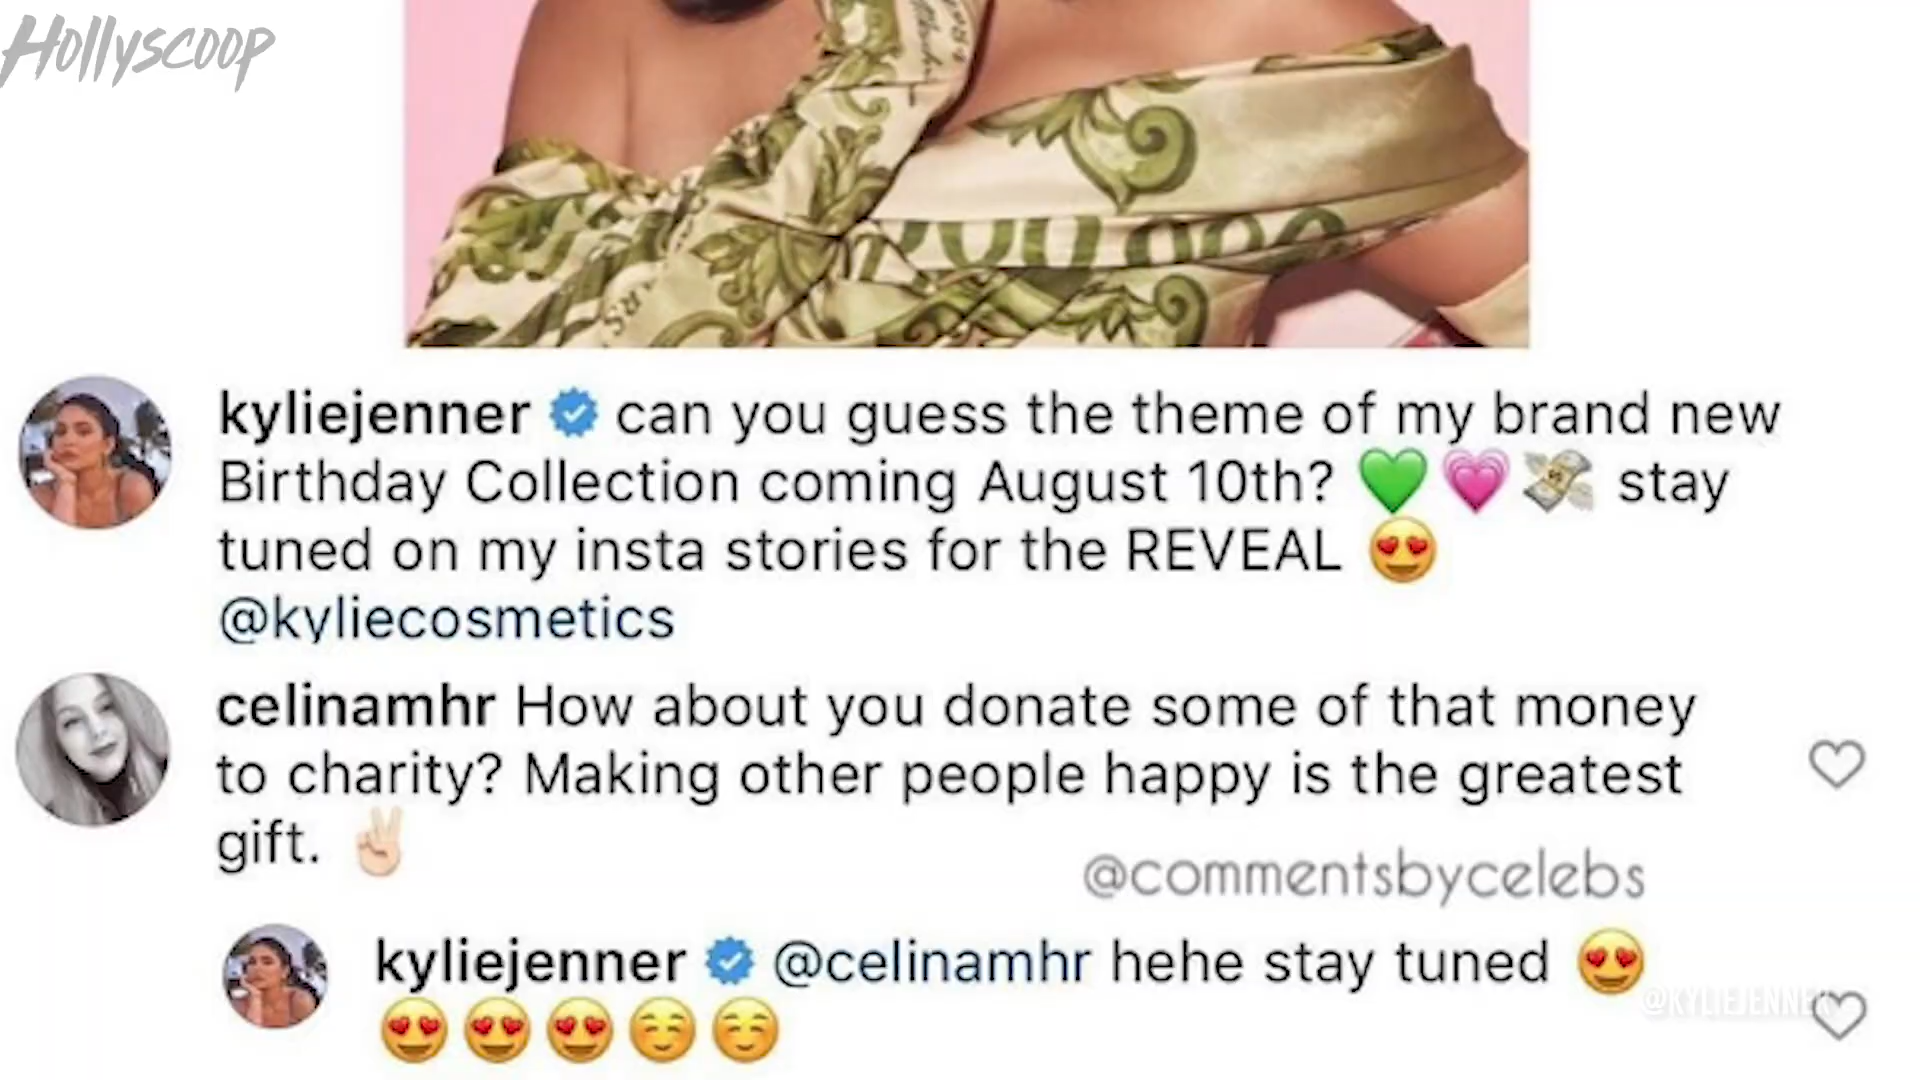 Hollyscoop
kyliejenner can you guess the theme of my brand new
Birthday Collection coming August 10th? 💚💗💸 stay
tuned on my insta stories for the REVEAL 😍
@kyliecosmetics
celinamhr How about you donate some of that money
to charity? Making other people happy is the greatest
gift. ✌🏻
@commentsbycelebs
kyliejenner @celinamhr hehe stay tuned 😍
😍😍😍☺️☺️
@KYLIEJENNER